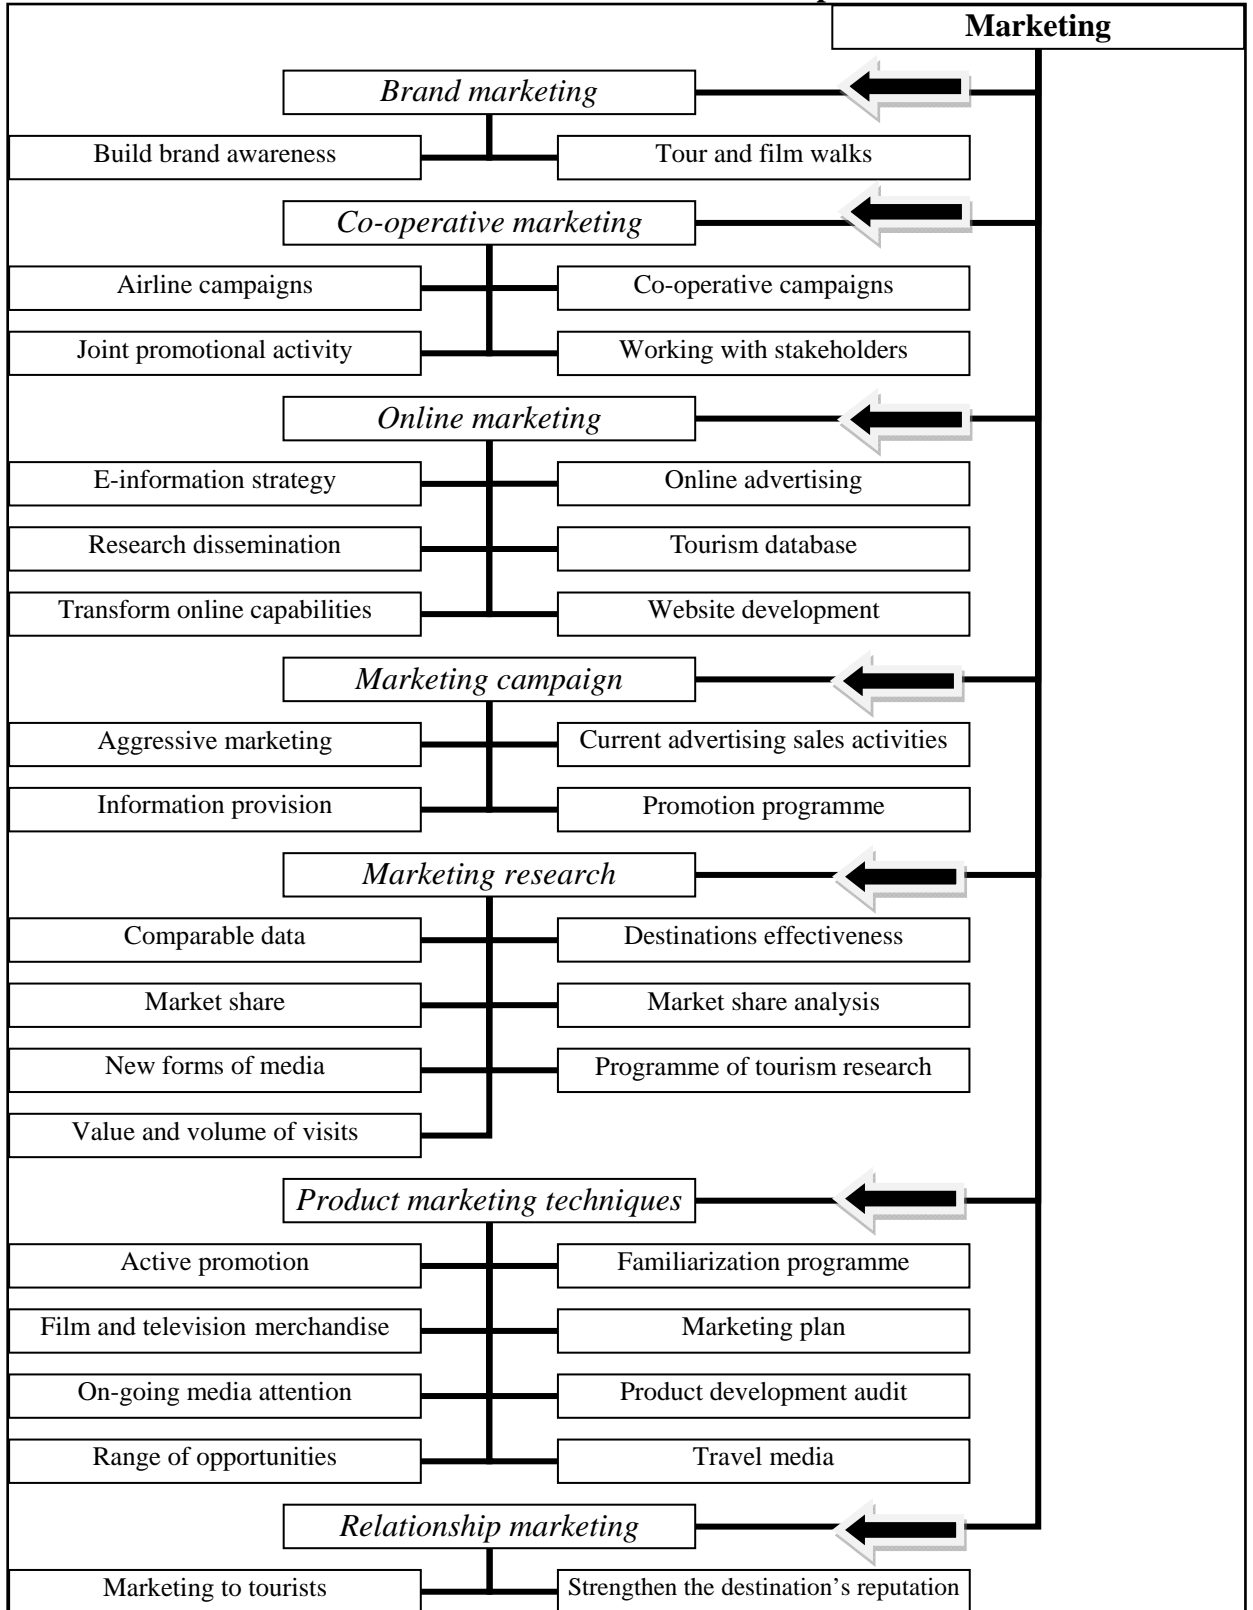 Marketing
Brand marketing
Build brand awareness
Tour and film walks
Co-operative marketing
Airline campaigns
Co-operative campaigns
Joint promotional activity
Working with stakeholders
Online marketing
E-information strategy
Online advertising
Research dissemination
Tourism database
Transform online capabilities
Website development
Marketing campaign
Aggressive marketing
Current advertising sales activities
Information provision
Promotion programme
Marketing research
Comparable data
Destinations effectiveness
Market share
Market share analysis
New forms of media
Programme of tourism research
Value and volume of visits
Product marketing techniques
Active promotion
Familiarization programme
Film and television merchandise
Marketing plan
On-going media attention
Product development audit
Range of opportunities
Travel media
Relationship marketing
Marketing to tourists
Strengthen the destination’s reputation